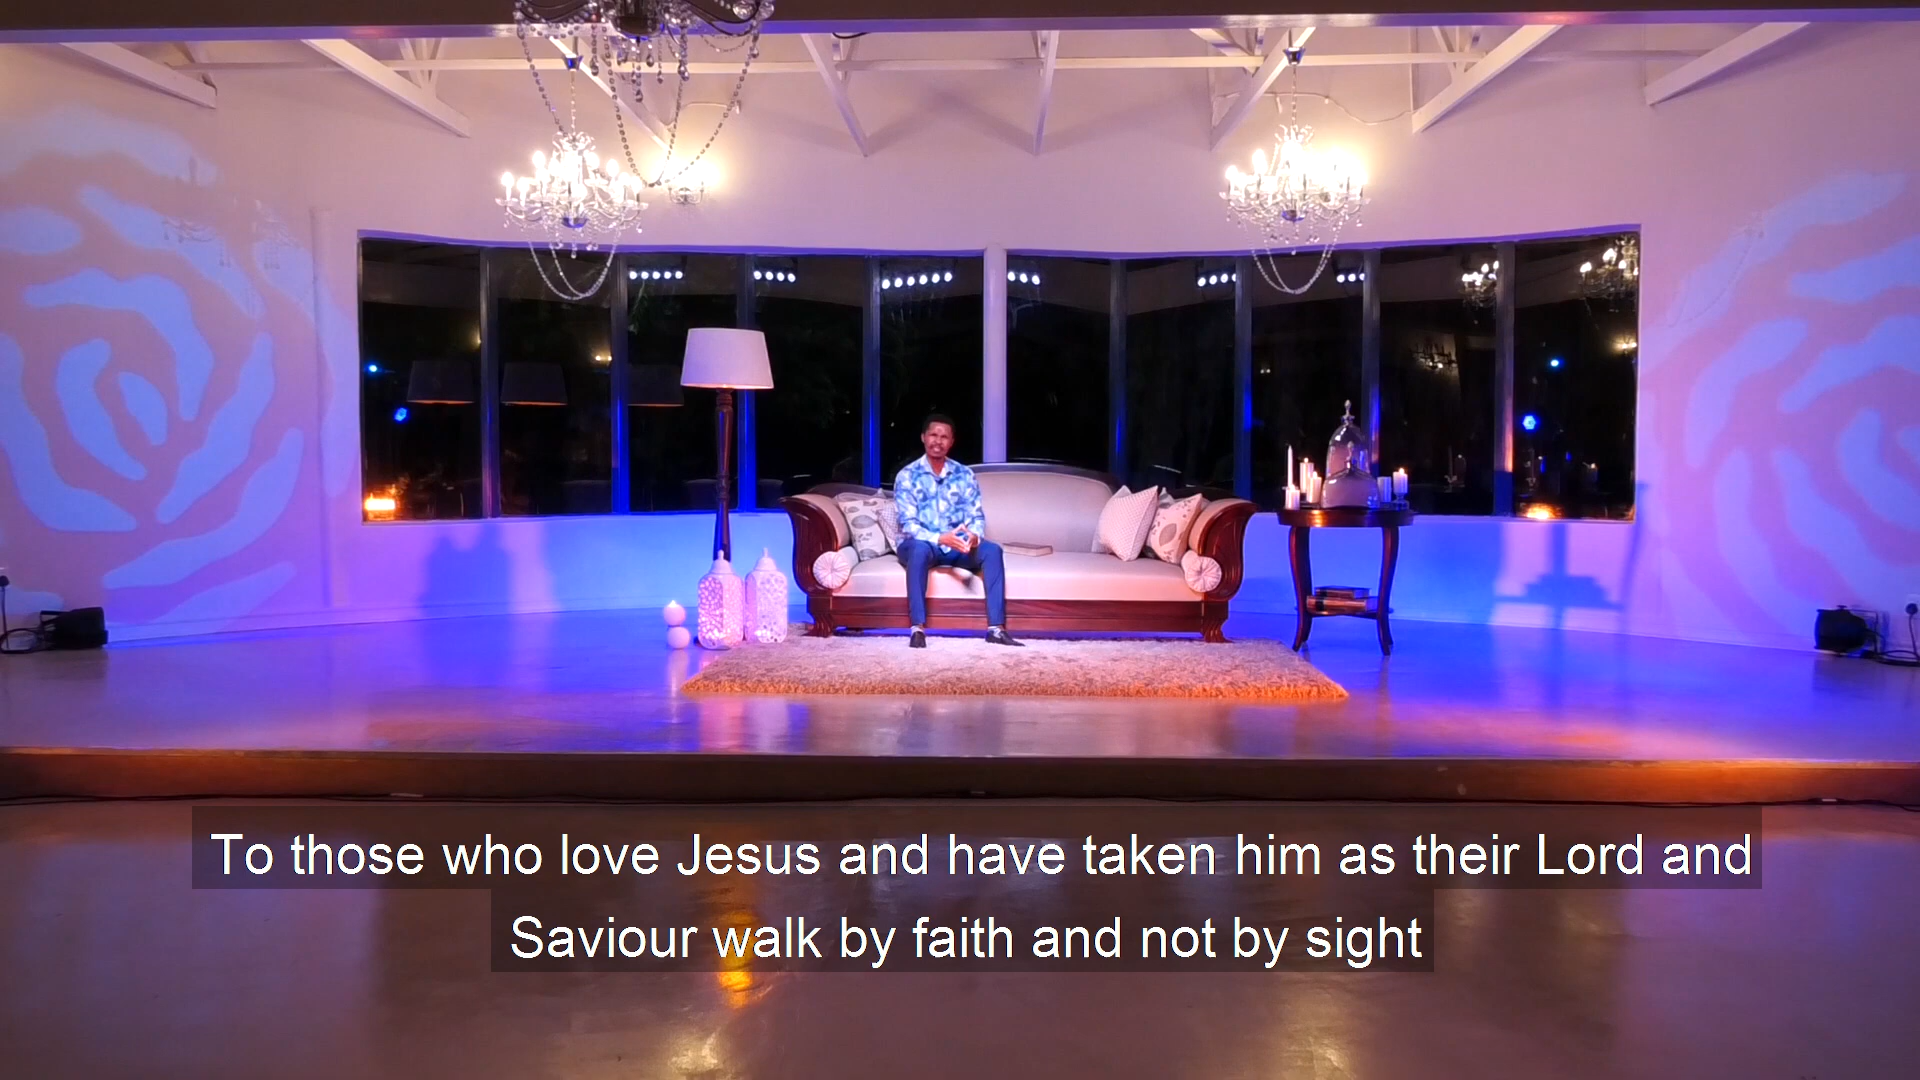 To those who love Jesus and have taken him as their Lord and
Saviour walk by faith and not by sight